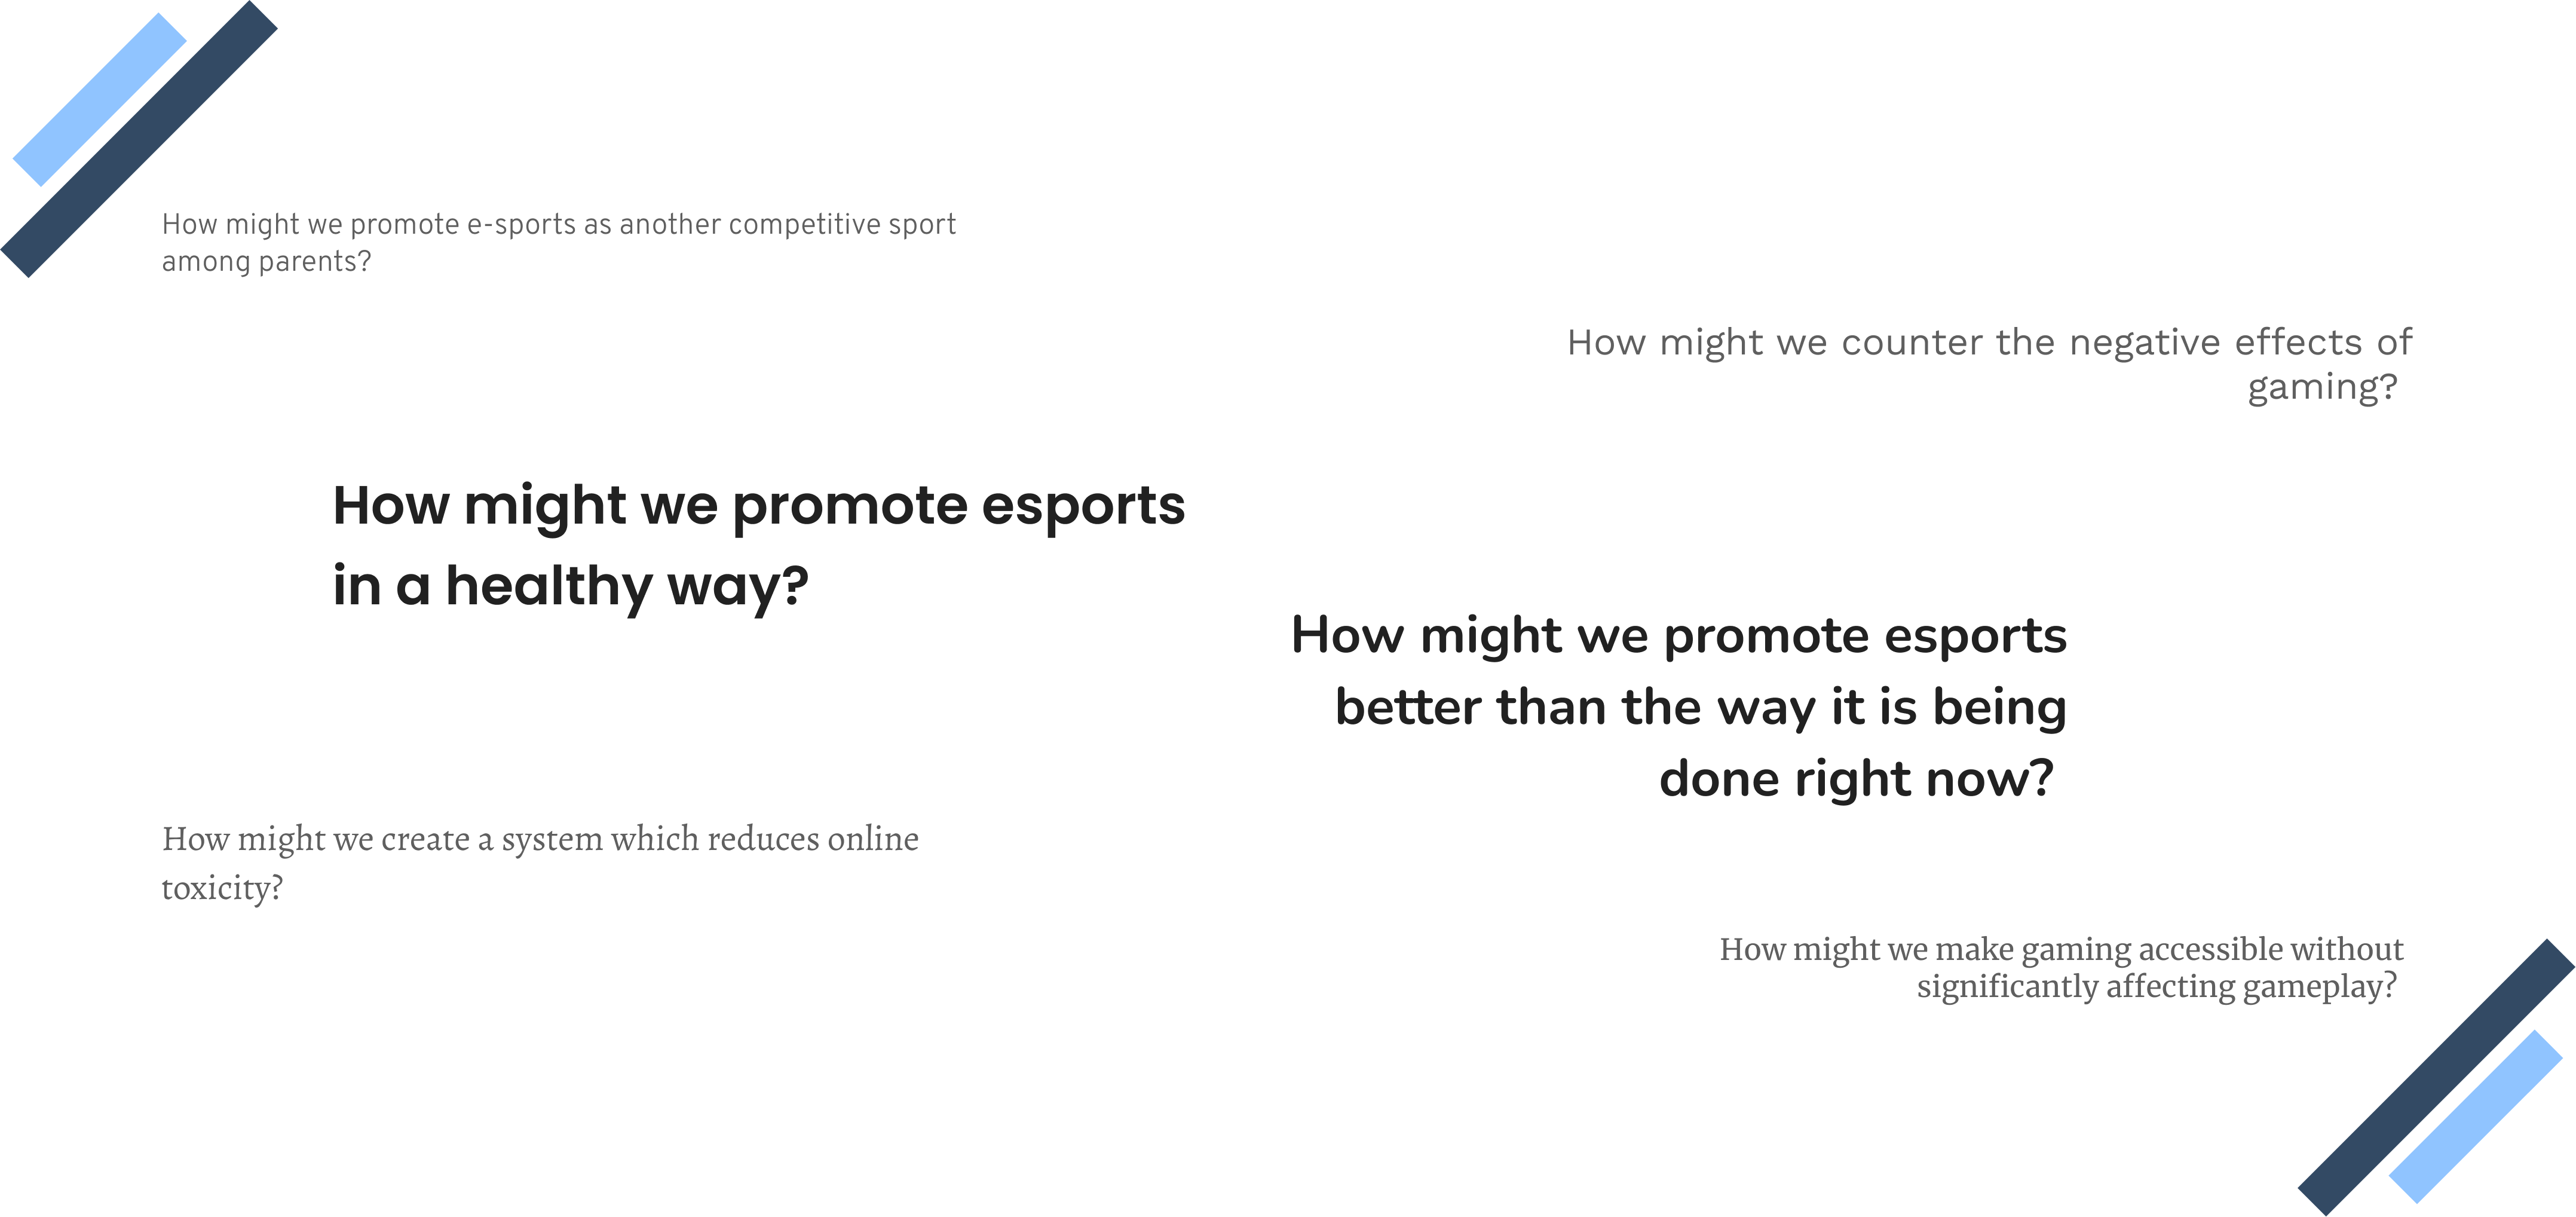 How might we promote e-sports as another competitive sport
among parents?
How might we counter the negative effects of
gaming?
How might we promote esports
in a healthy way?
How might we promote esports
better than the way it is being
done right now?
How might we create a system which reduces online
toxicity?
How might we make gaming accessible without
significantly affecting gameplay?